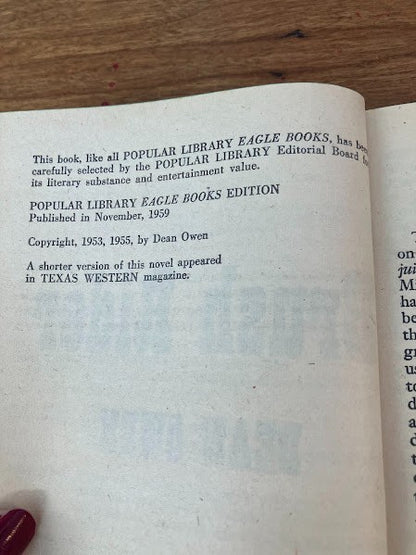 This book, like all POPULAR LIBRARY EAGLE BOOKS, has been
carefully selected by the POPULAR LIBRARY Editorial Board
its literary substance and entertainment value.
POPULAR LIBRARY EAGLE BOOKS EDITION
Published in November, 1959
Copyright, 1953, 1955, by Dean Owen
A shorter version of this novel appeared
in TEXAS WESTERN magazine.
on